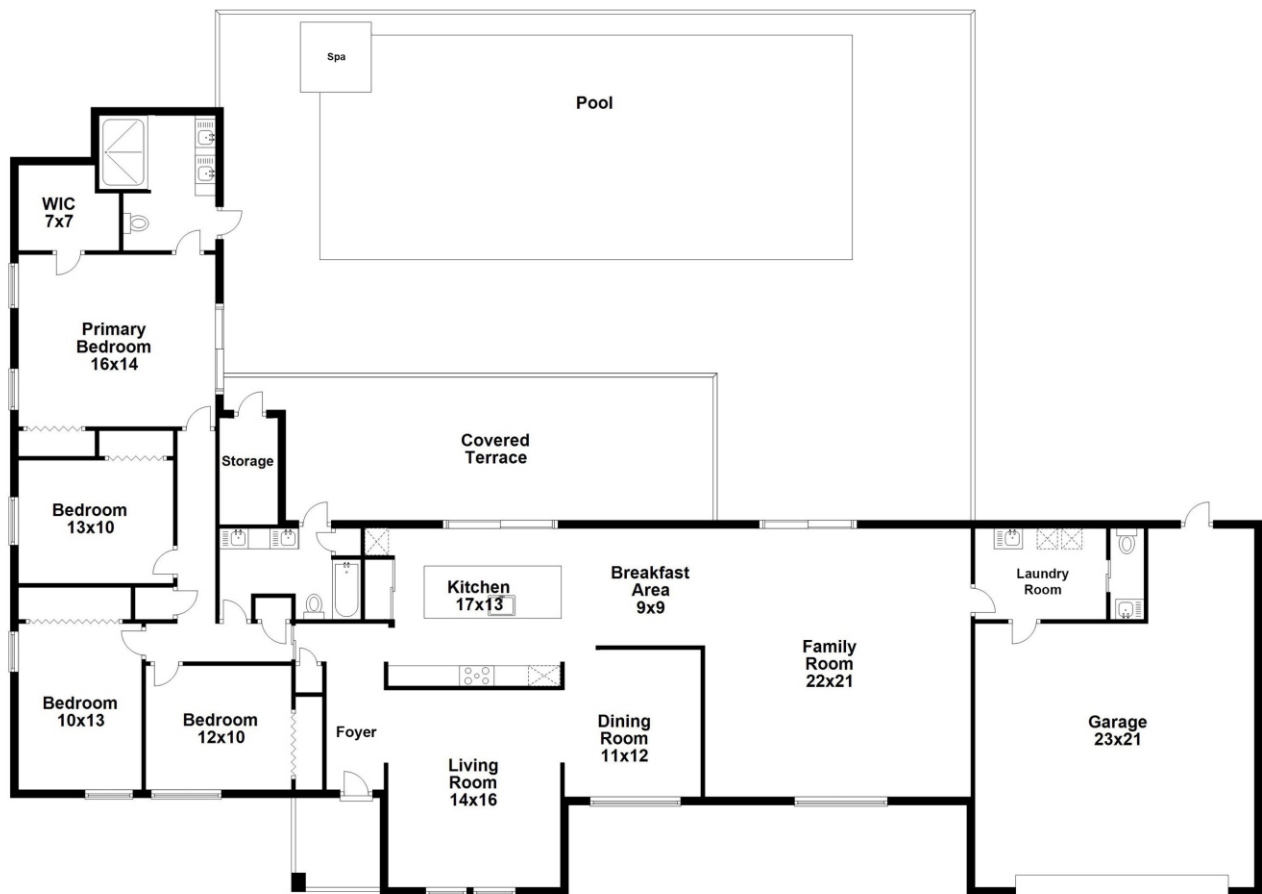 Spa
Pool
WIC
7x7
Primary
Bedroom
16x14
Covered
Terrace
Storage
Bedroom
13x10
Kitchen
17x13
Breakfast
Area
9x9
Laundry
Room
Family
Room
22x21
Bedroom
10x13
Bedroom
12x10
Foyer
Living
Room
14x16
Dining
Room
11x12
Garage
23x21